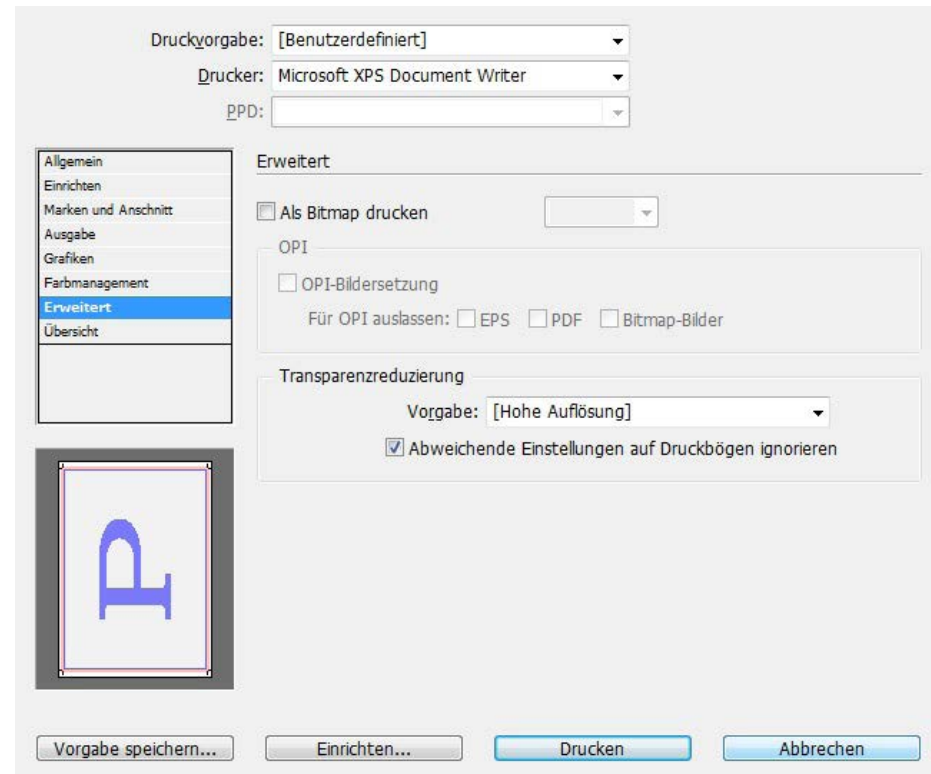 Druckvorgabe: [Benutzerdefiniert]
Drucker: Microsoft XPS Document Writer
PPD:
Allgemein
Einrichten
Marken und Anschnitt
Ausgabe
Grafiken
Farbmanagement
Erweitert
Übersicht
Erweitert
Als Bitmap drucken
OPI
OPI-Bildersetzung
Für OPI auslassen: EPS PDF Bitmap-Bilder
Transparenzreduzierung
Vorgabe: [Hohe Auflösung]
Abweichende Einstellungen auf Druckbögen ignorieren
P
Vorgabe speichern... Einrichten... Drucken Abbrechen